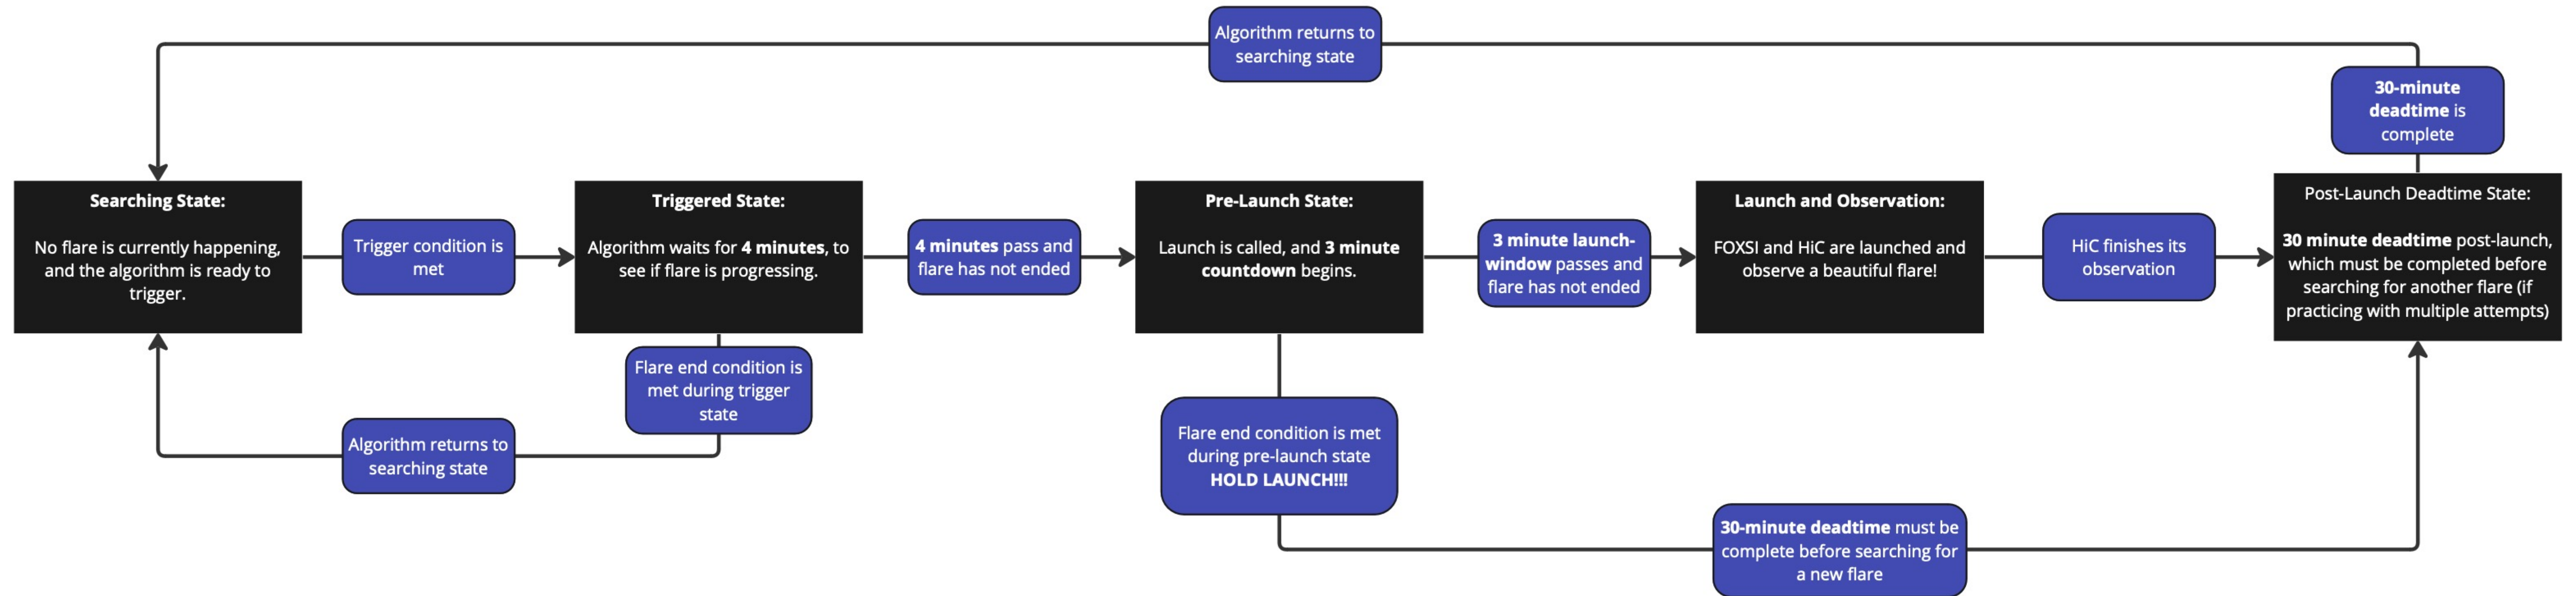 Algorithm returns to
searching state
30-minute
deadtime is
complete
Searching State:
No flare is currently happening,
and the algorithm is ready to
trigger.
Trigger condition is
met
Triggered State:
Algorithm waits for 4 minutes, to
see if flare is progressing.
4 minutes pass and
flare has not ended
Pre-Launch State:
Launch is called, and 3 minute
countdown begins.
3 minute launch-
window passes and
flare has not ended
Launch and Observation:
FOXSI and HiC are launched and
observe a beautiful flare!
HiC finishes its
observation
Post-Launch Deadtime State:
30 minute deadtime post-launch,
which must be completed before
searching for another flare (if
practicing with multiple attempts)
Flare end condition is
met during trigger
state
Algorithm returns to
searching state
Flare end condition is met
during pre-launch state
HOLD LAUNCH!!!
30-minute deadtime must be
complete before searching for
a new flare